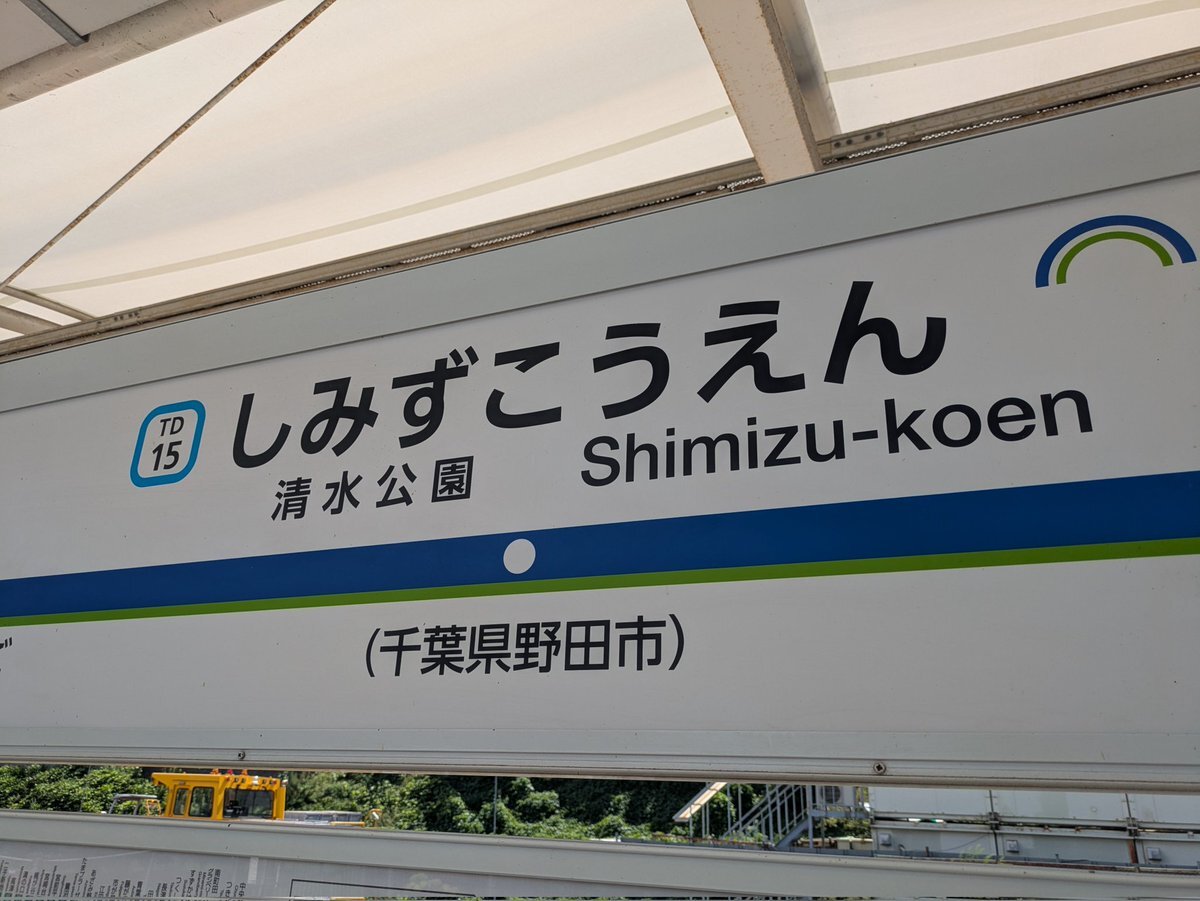 TD
15
しみずこうえん
清水公園
Shimizu-koen
(千葉県野田市)